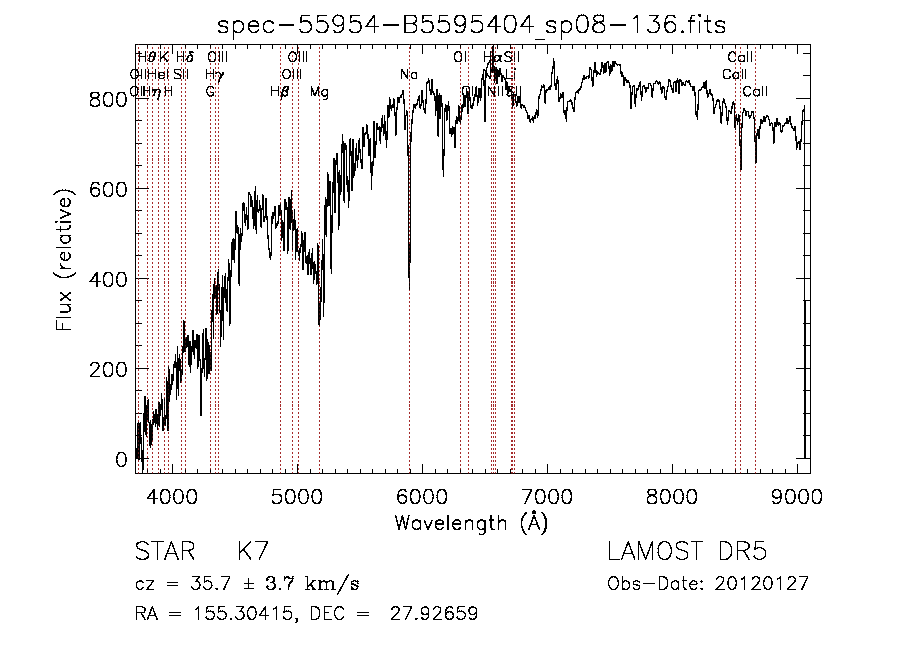 spec-55954-B5595404_sp08-136.fits
Hθ K Hδ OIII OIII OI Hα SII CaII
OII HeI SII Hγ OIII Na CaII
OII Hη H G Hβ Mg NII SII CaII
800
600
400
200
0
Flux (relative)
4000 5000 6000 7000 8000 9000
Wavelength (Å)
STAR K7 LAMOST DR5
cz = 35.7 ± 3.7 km/s Obs-Date: 20120127
RA = 155.30415, DEC = 27.92659